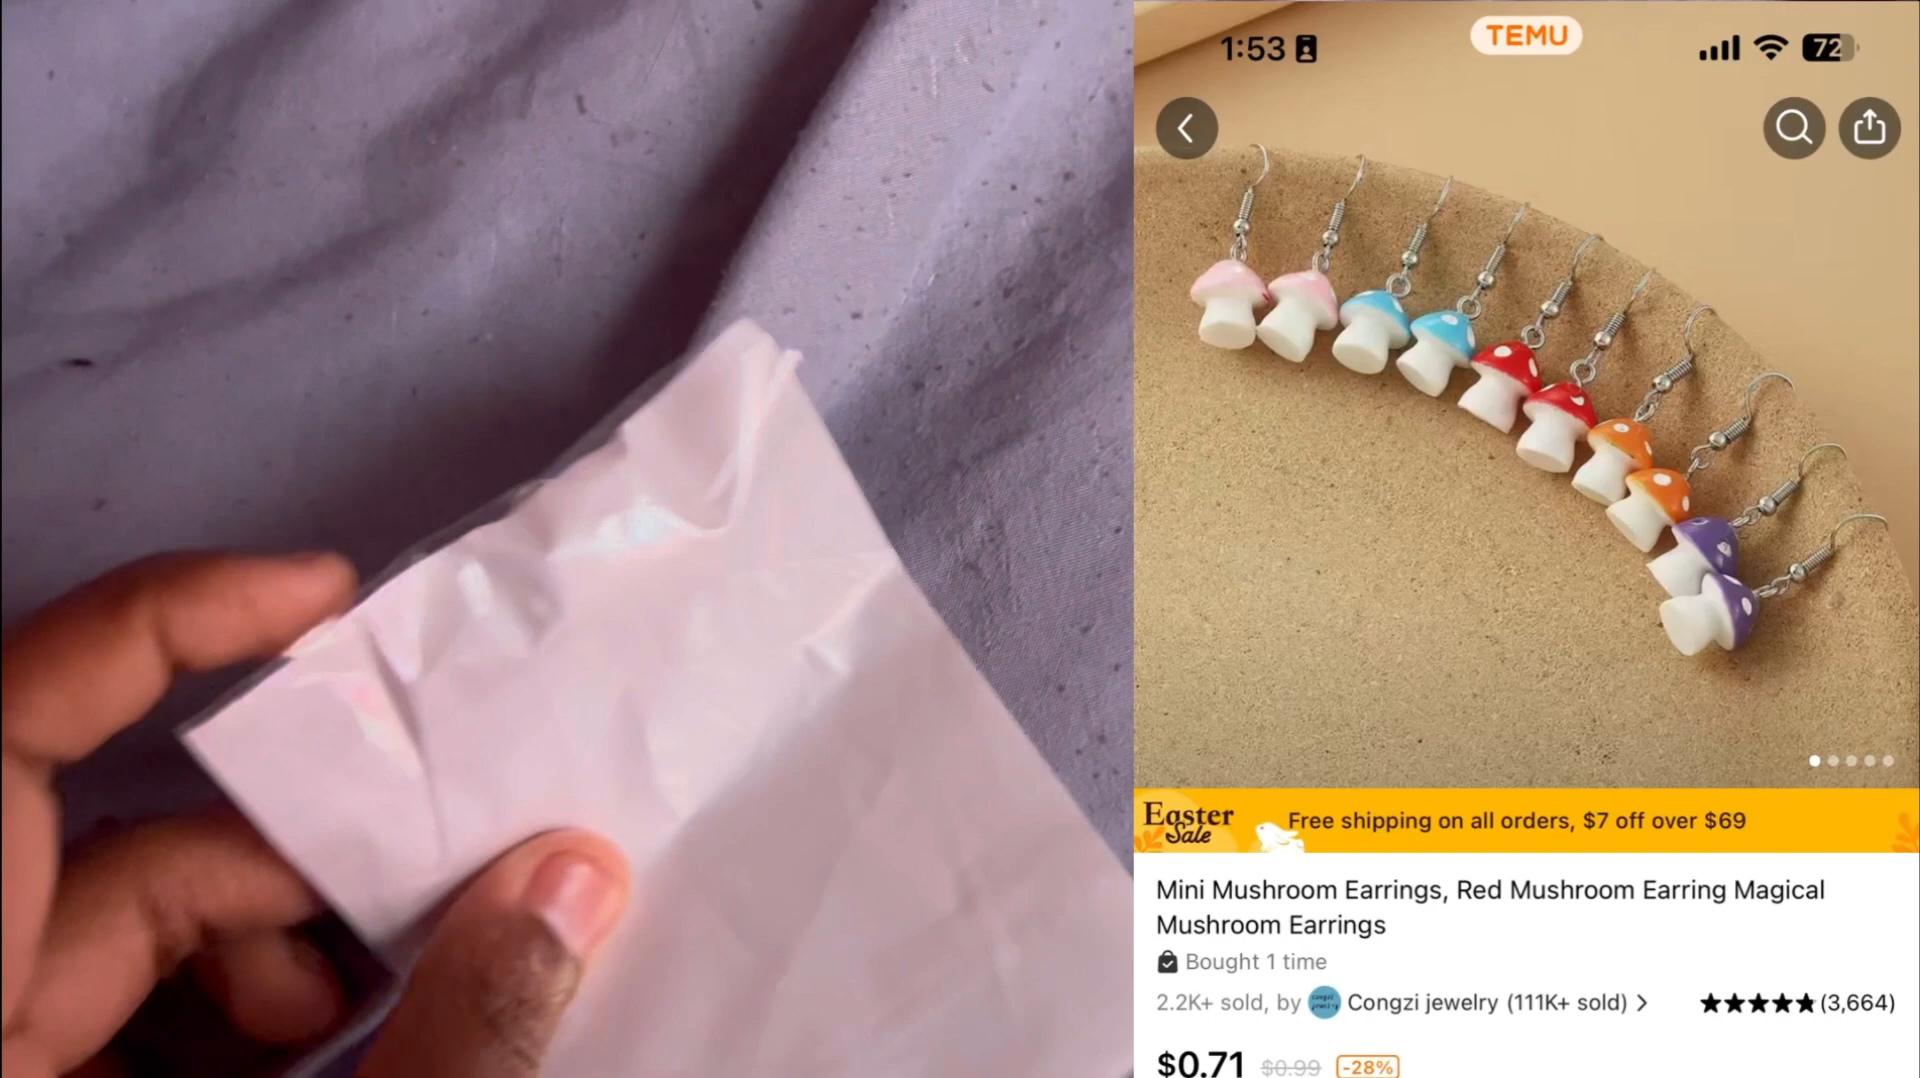 1:53
TEMU
72
Easter
Sale
Free shipping on all orders, $7 off over $69
Mini Mushroom Earrings, Red Mushroom Earring Magical
Mushroom Earrings
Bought 1 time
2.2K+ sold, by Congzi jewelry (111K+ sold)
(3,664)
$0.71 $0.99 -28%